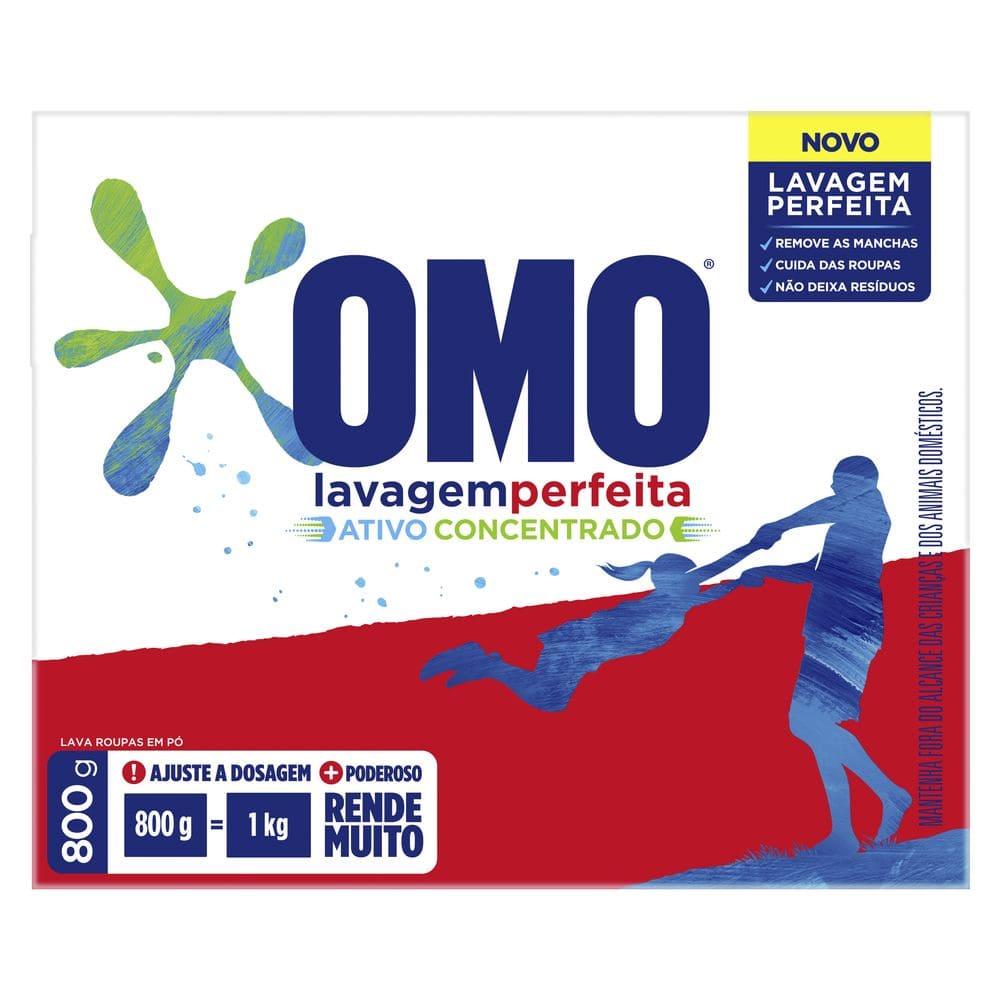 NOVO
LAVAGEM
PERFEITA
✓ REMOVE AS MANCHAS
✓ CUIDA DAS ROUPAS
✓ NÃO DEIXA RESÍDUOS
OMO®
lavagemperfeita
ATIVO CONCENTRADO
MANTENHA FORA DO ALCANCE DAS CRIANÇAS E DOS ANIMAIS DOMÉSTICOS.
LAVA ROUPAS EM PÓ
800 g
! AJUSTE A DOSAGEM + PODEROSO
800 g = 1 kg
RENDE
MUITO